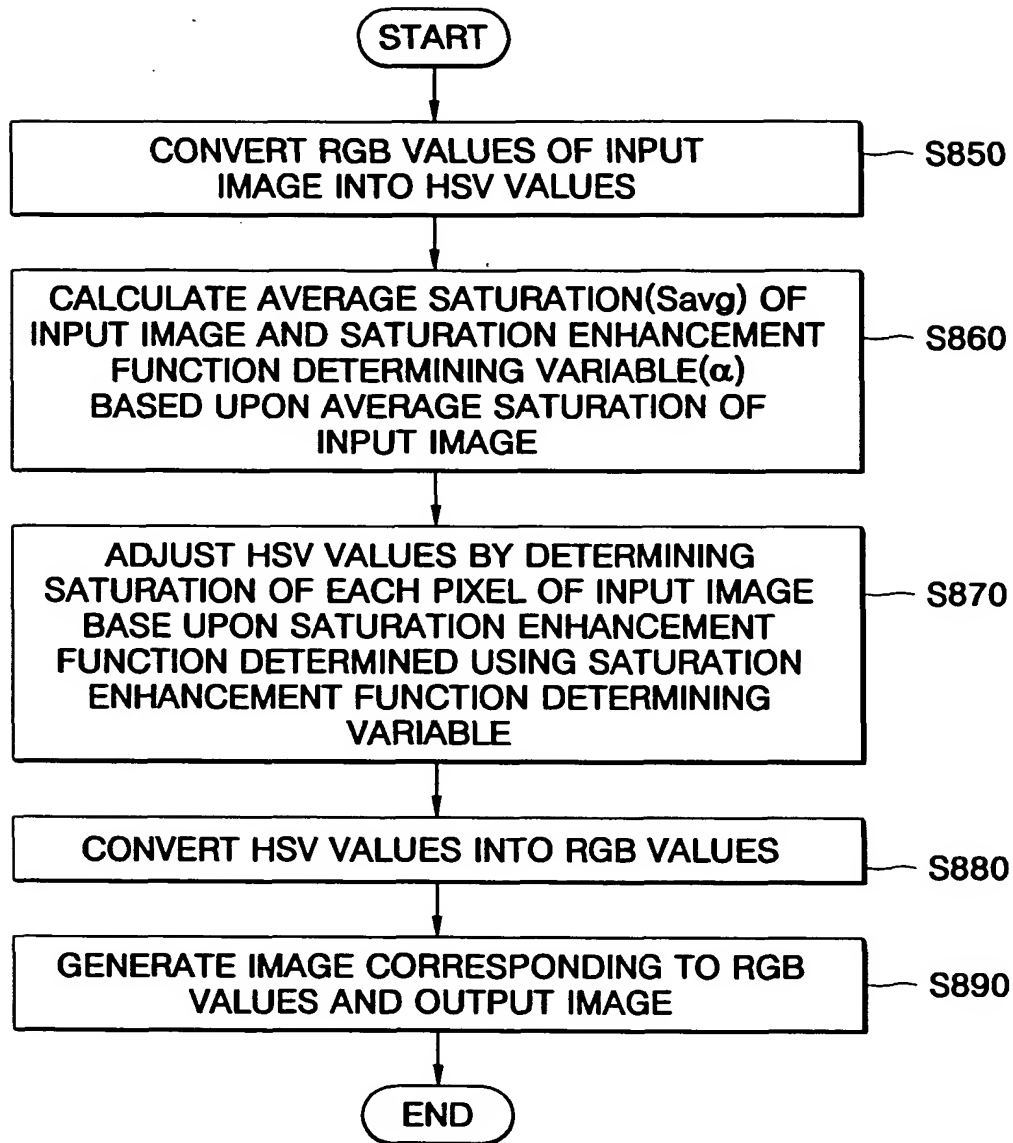 START
CONVERT RGB VALUES OF INPUT
IMAGE INTO HSV VALUES
S850
CALCULATE AVERAGE SATURATION(Savg) OF
INPUT IMAGE AND SATURATION ENHANCEMENT
FUNCTION DETERMINING VARIABLE(α)
BASED UPON AVERAGE SATURATION OF
INPUT IMAGE
S860
ADJUST HSV VALUES BY DETERMINING
SATURATION OF EACH PIXEL OF INPUT IMAGE
BASE UPON SATURATION ENHANCEMENT
FUNCTION DETERMINED USING SATURATION
ENHANCEMENT FUNCTION DETERMINING
VARIABLE
S870
CONVERT HSV VALUES INTO RGB VALUES
S880
GENERATE IMAGE CORRESPONDING TO RGB
VALUES AND OUTPUT IMAGE
S890
END